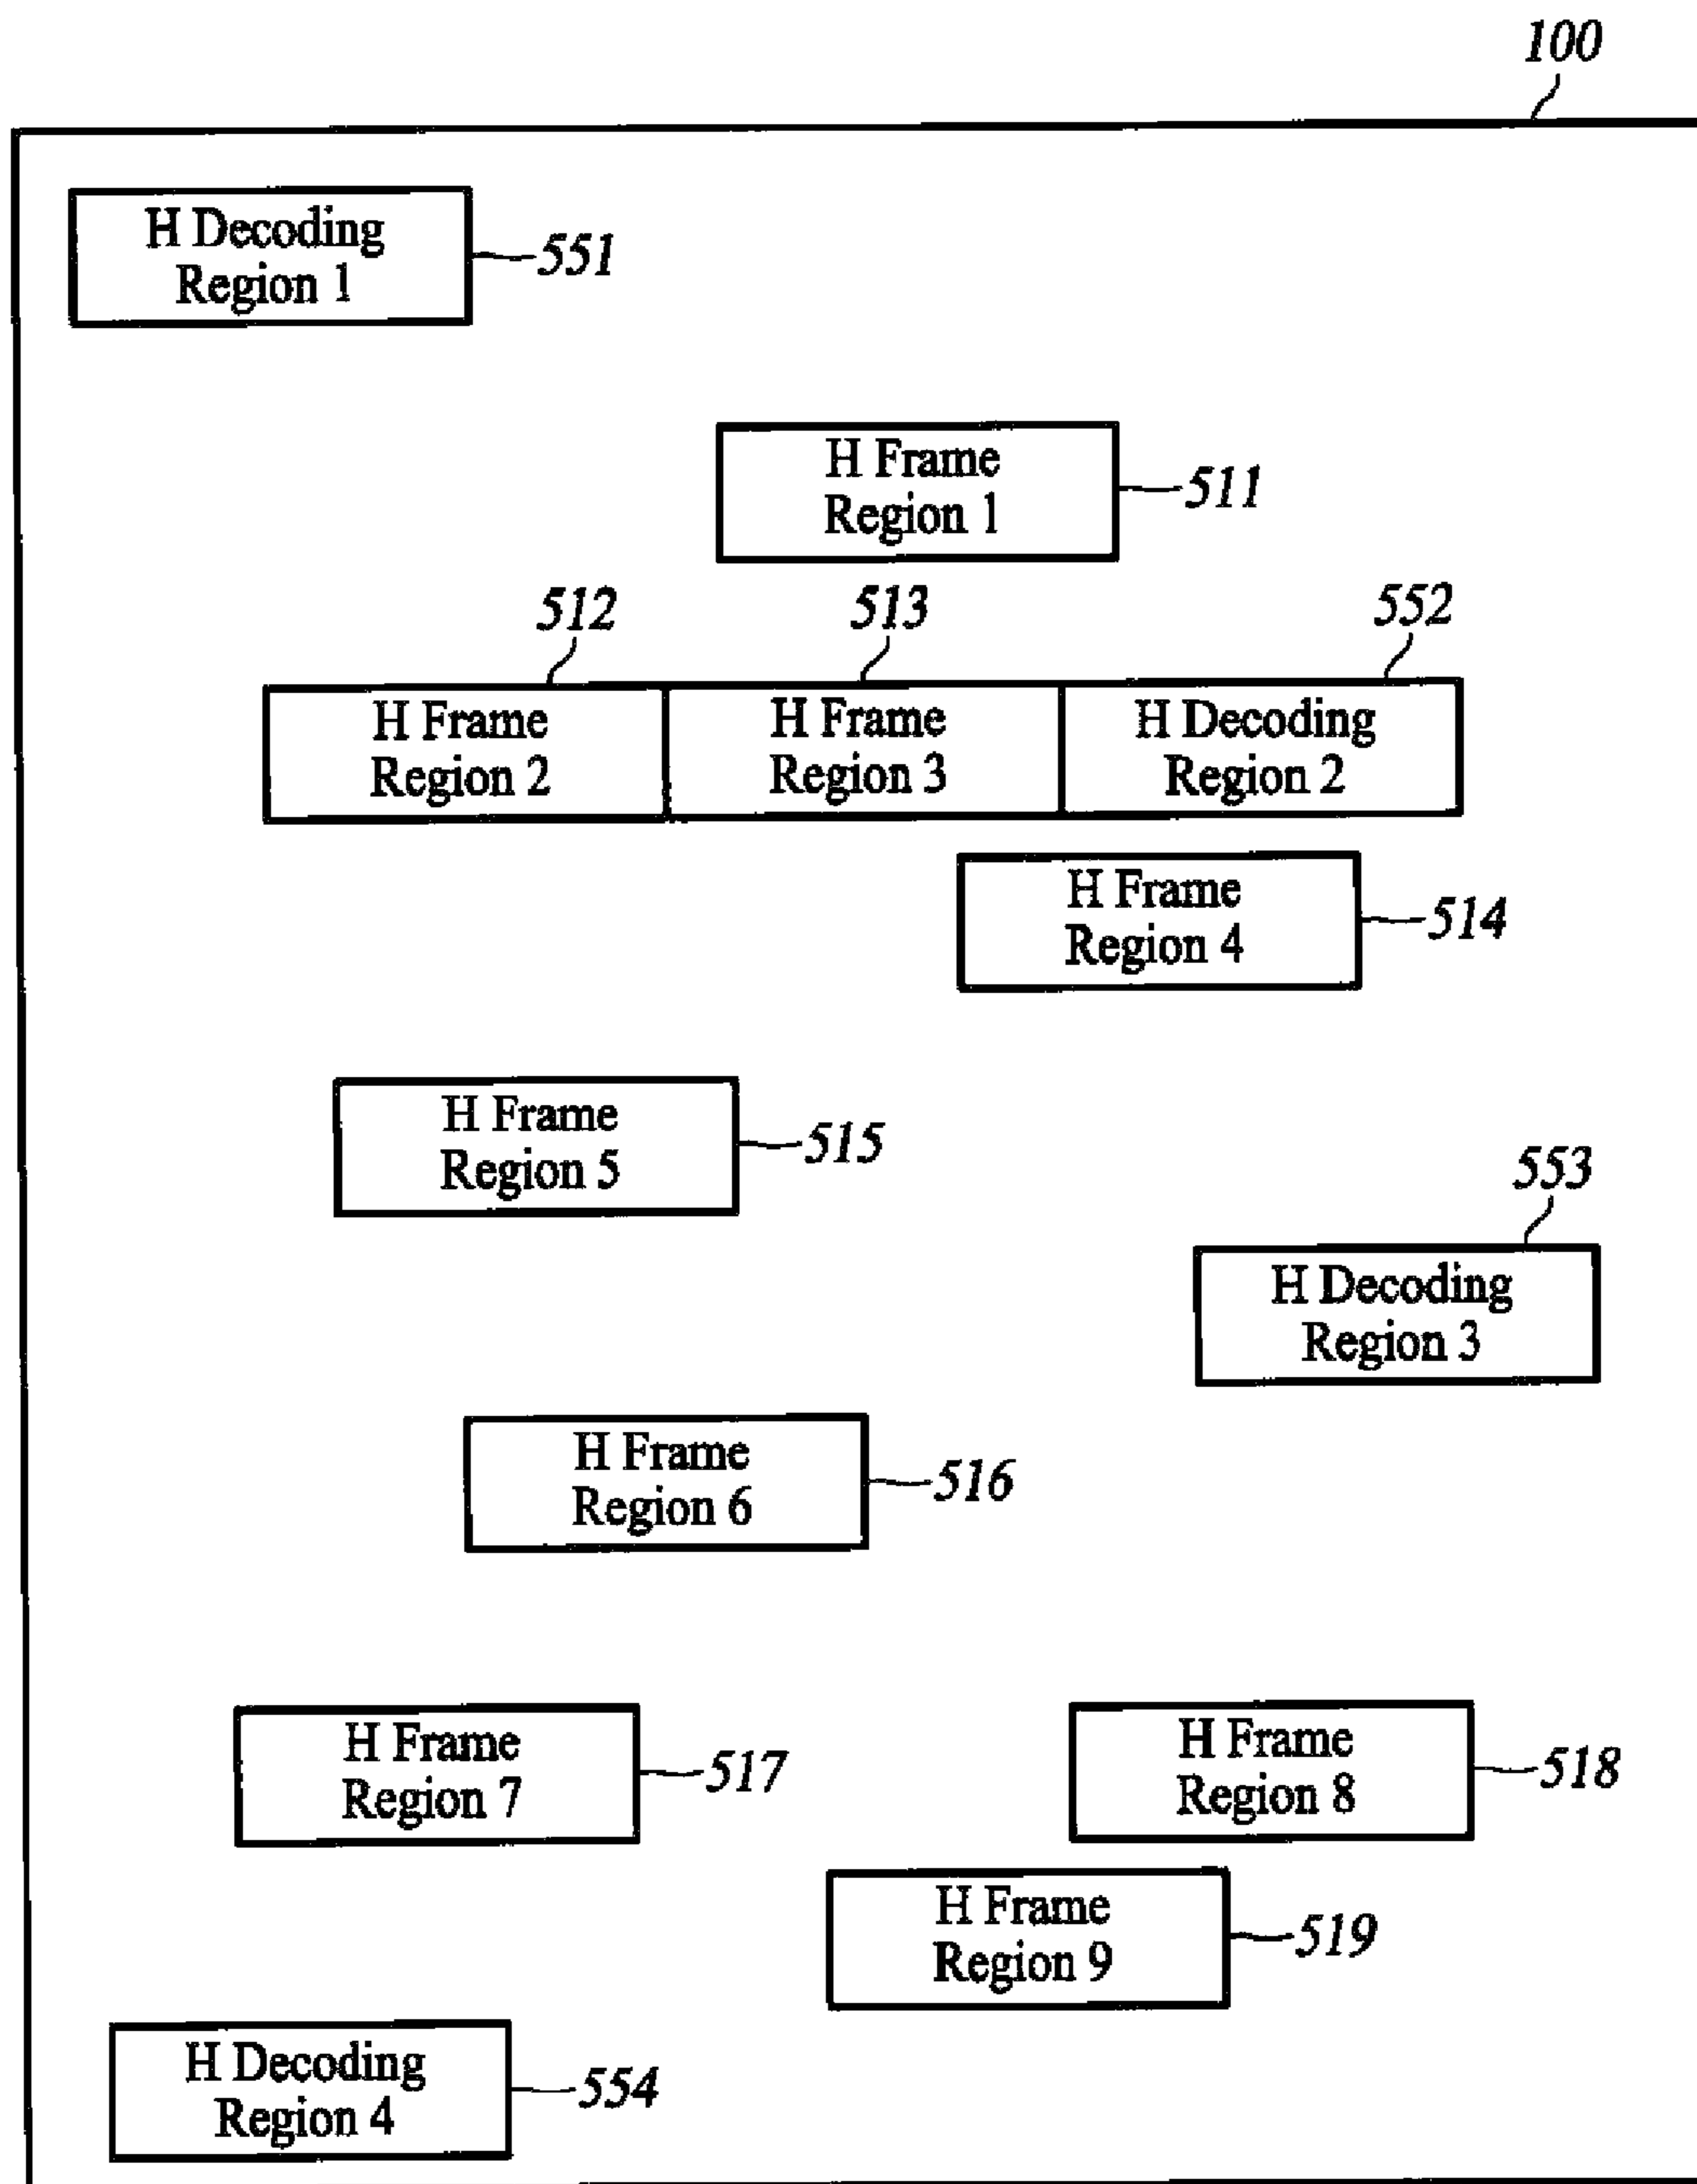 100
H Decoding
Region 1
551
H Frame
Region 1
511
512
513
552
H Frame
Region 2
H Frame
Region 3
H Decoding
Region 2
H Frame
Region 4
514
H Frame
Region 5
515
553
H Decoding
Region 3
H Frame
Region 6
516
H Frame
Region 7
517
H Frame
Region 8
518
H Frame
Region 9
519
H Decoding
Region 4
554